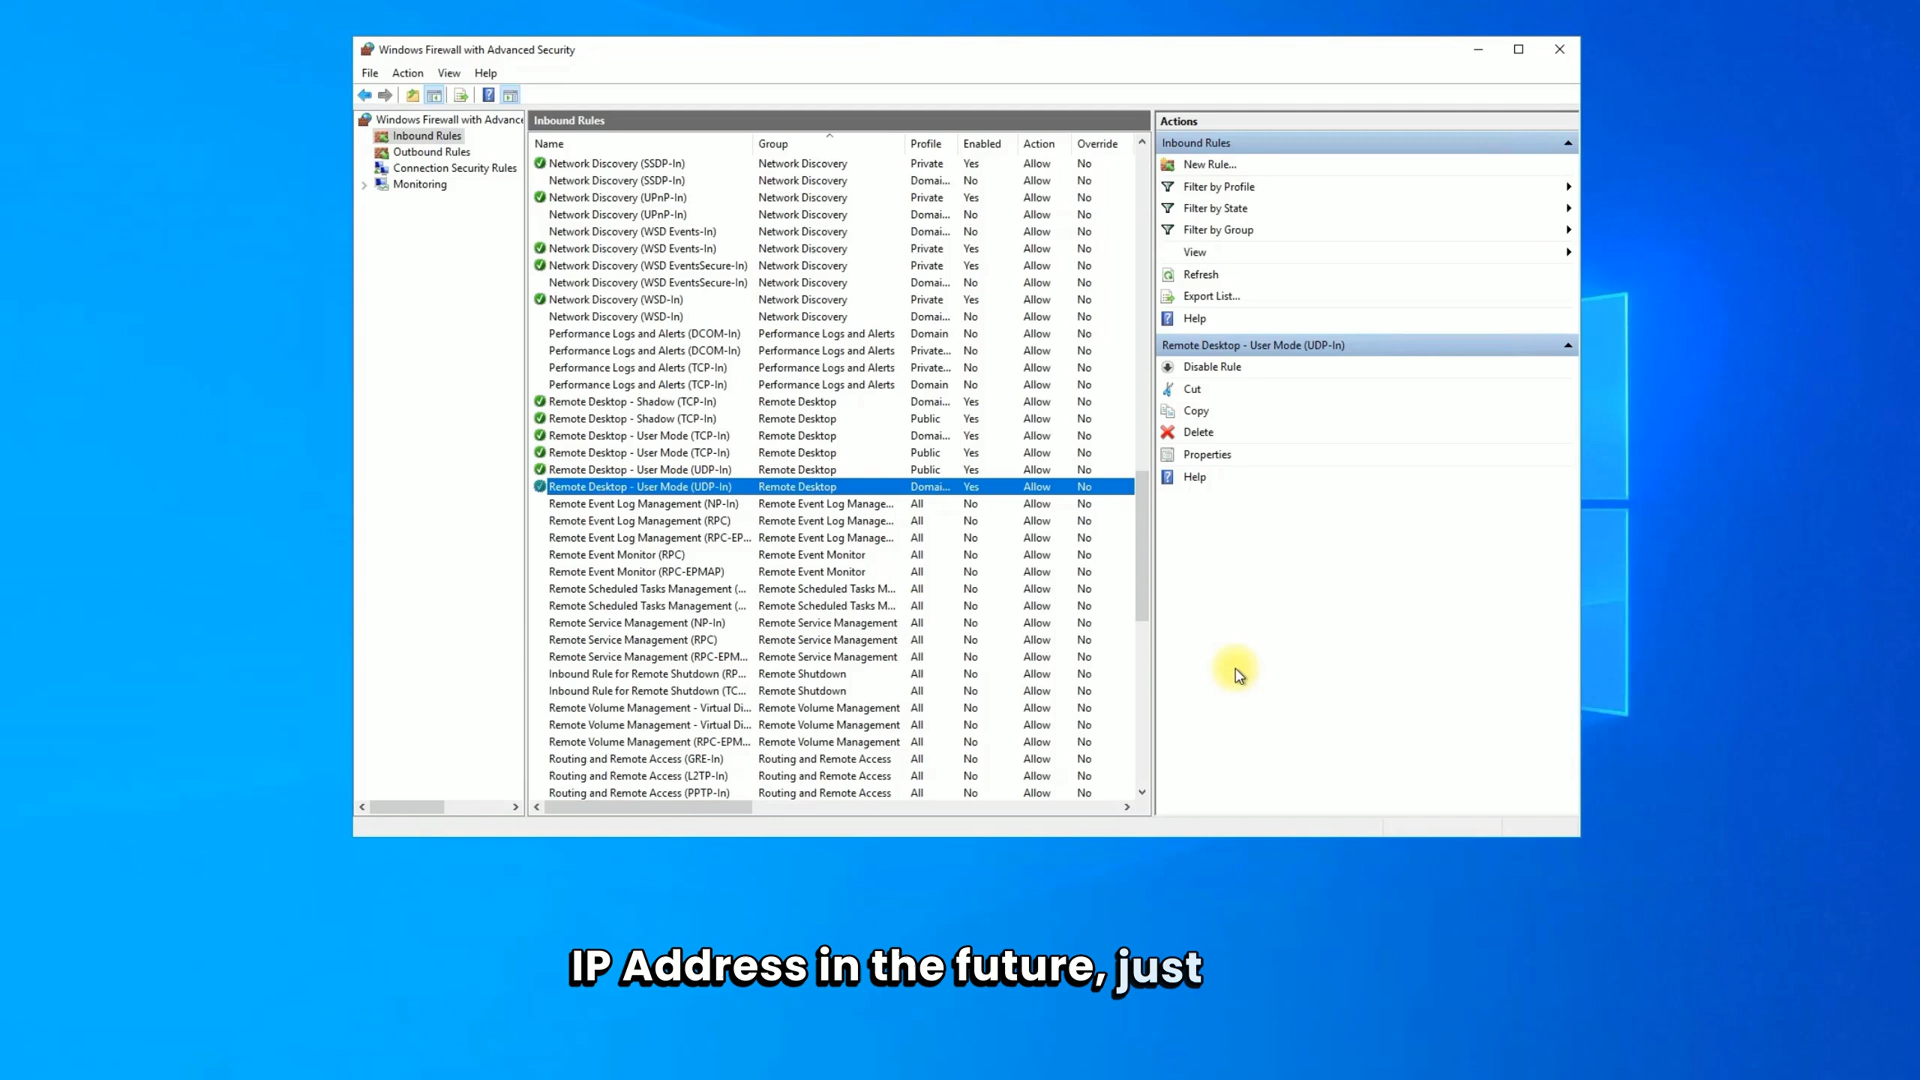 Windows Firewall with Advanced Security
File Action View Help
Windows Firewall with Advance
Inbound Rules
Outbound Rules
Connection Security Rules
Monitoring
Inbound Rules
Name Group Profile Enabled Action Override
Network Discovery (SSDP-In) Network Discovery Private Yes Allow No
Network Discovery (SSDP-In) Network Discovery Domai... No Allow No
Network Discovery (UPnP-In) Network Discovery Private Yes Allow No
Network Discovery (UPnP-In) Network Discovery Domai... No Allow No
Network Discovery (WSD Events-In) Network Discovery Domai... No Allow No
Network Discovery (WSD Events-In) Network Discovery Private Yes Allow No
Network Discovery (WSD EventsSecure-In) Network Discovery Private Yes Allow No
Network Discovery (WSD EventsSecure-In) Network Discovery Domai... No Allow No
Network Discovery (WSD-In) Network Discovery Private Yes Allow No
Network Discovery (WSD-In) Network Discovery Domai... No Allow No
Performance Logs and Alerts (DCOM-In) Performance Logs and Alerts Domain No Allow No
Performance Logs and Alerts (DCOM-In) Performance Logs and Alerts Private... No Allow No
Performance Logs and Alerts (TCP-In) Performance Logs and Alerts Private... No Allow No
Performance Logs and Alerts (TCP-In) Performance Logs and Alerts Domain No Allow No
Remote Desktop - Shadow (TCP-In) Remote Desktop Domai... Yes Allow No
Remote Desktop - Shadow (TCP-In) Remote Desktop Public Yes Allow No
Remote Desktop - User Mode (TCP-In) Remote Desktop Domai... Yes Allow No
Remote Desktop - User Mode (TCP-In) Remote Desktop Public Yes Allow No
Remote Desktop - User Mode (UDP-In) Remote Desktop Public Yes Allow No
Remote Desktop - User Mode (UDP-In) Remote Desktop Domai... Yes Allow No
Remote Event Log Management (NP-In) Remote Event Log Manage... All No Allow No
Remote Event Log Management (RPC) Remote Event Log Manage... All No Allow No
Remote Event Log Management (RPC-EP... Remote Event Log Manage... All No Allow No
Remote Event Monitor (RPC) Remote Event Monitor All No Allow No
Remote Event Monitor (RPC-EPMAP) Remote Event Monitor All No Allow No
Remote Scheduled Tasks Management (... Remote Scheduled Tasks M... All No Allow No
Remote Scheduled Tasks Management (... Remote Scheduled Tasks M... All No Allow No
Remote Service Management (NP-In) Remote Service Management All No Allow No
Remote Service Management (RPC) Remote Service Management All No Allow No
Remote Service Management (RPC-EPM... Remote Service Management All No Allow No
Inbound Rule for Remote Shutdown (RP... Remote Shutdown All No Allow No
Inbound Rule for Remote Shutdown (TC... Remote Shutdown All No Allow No
Remote Volume Management - Virtual Di... Remote Volume Management All No Allow No
Remote Volume Management - Virtual Di... Remote Volume Management All No Allow No
Remote Volume Management (RPC-EPM... Remote Volume Management All No Allow No
Routing and Remote Access (GRE-In) Routing and Remote Access All No Allow No
Routing and Remote Access (L2TP-In) Routing and Remote Access All No Allow No
Routing and Remote Access (PPTP-In) Routing and Remote Access All No Allow No
Actions
Inbound Rules
New Rule...
Filter by Profile
Filter by State
Filter by Group
View
Refresh
Export List...
Help
Remote Desktop - User Mode (UDP-In)
Disable Rule
Cut
Copy
Delete
Properties
Help
IP Address in the future, just